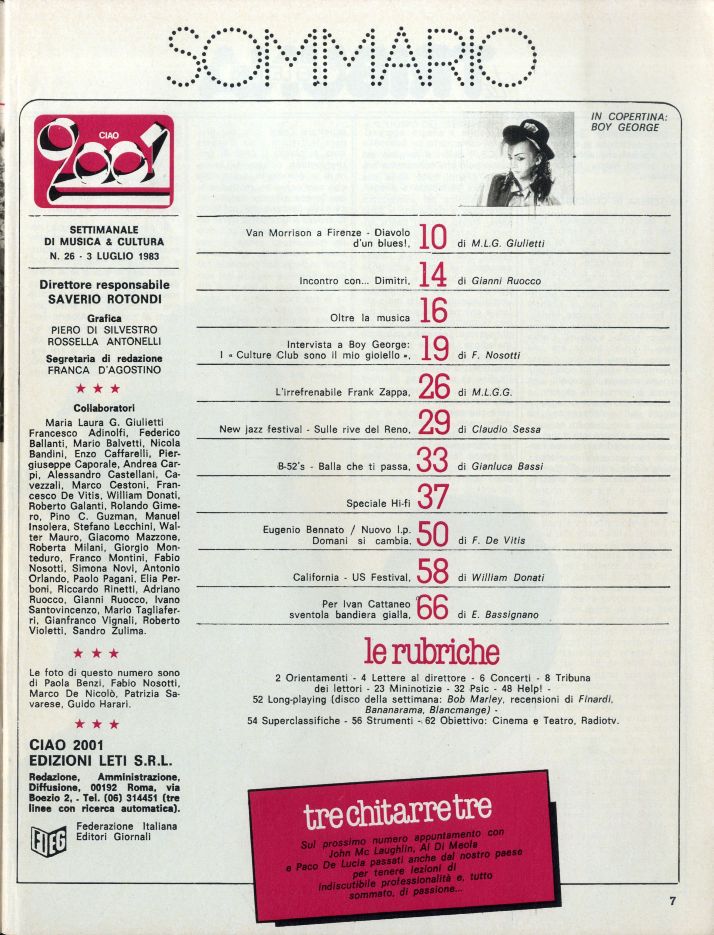 SOMMARIO
CIAO
2001
IN COPERTINA:
BOY GEORGE
SETTIMANALE
DI MUSICA & CULTURA
N. 26 - 3 LUGLIO 1983
Direttore responsabile
SAVERIO ROTONDI
Grafica
PIERO DI SILVESTRO
ROSSELLA ANTONELLI
Segretaria di redazione
FRANCA D'AGOSTINO
★ ★ ★
Collaboratori
Maria Laura G. Giulietti
Francesco Adinolfi, Federico
Ballanti, Mario Balvetti, Nicola
Bandini, Enzo Caffarelli, Pier-
giuseppe Caporale, Andrea Car-
pi, Alessandro Castellani, Ca-
vezzali, Marco Cestoni, Fran-
cesco De Vitis, William Donati,
Roberto Galanti, Rolando Gime-
ro, Pino C. Guzman, Manuel
Insolera, Stefano Lecchini, Wal-
ter Mauro, Giacomo Mazzone,
Roberta Milani, Giorgio Mon-
teduro, Franco Montini, Fabio
Nosotti, Simona Novi, Antonio
Orlando, Paolo Pagani, Elia Per-
boni, Riccardo Rinetti, Adriano
Ruocco, Gianni Ruocco, Ivano
Santovincenzo, Mario Tagliafer-
ri, Gianfranco Vignali, Roberto
Violetti, Sandro Zulima.
★ ★ ★
Le foto di questo numero sono
di Paola Benzi, Fabio Nosotti,
Marco De Nicolò, Patrizia Sa-
varese, Guido Harari.
★ ★ ★
CIAO 2001
EDIZIONI LETI S.R.L.
Redazione, Amministrazione,
Diffusione, 00192 Roma, via
Boezio 2, - Tel. (06) 314451 (tre
linee con ricerca automatica).
FIEG
Federazione Italiana
Editori Giornali
Van Morrison a Firenze - Diavolo
d'un blues!, 10 di M.L.G. Giulietti
Incontro con... Dimitri, 14 di Gianni Ruocco
Oltre la musica 16
Intervista a Boy George:
I « Culture Club sono il mio gioiello », 19 di F. Nosotti
L'irrefrenabile Frank Zappa, 26 di M.L.G.G.
New jazz festival - Sulle rive del Reno, 29 di Claudio Sessa
B-52's - Balla che ti passa, 33 di Gianluca Bassi
Speciale Hi-fi 37
Eugenio Bennato / Nuovo l.p.
Domani si cambia, 50 di F. De Vitis
California - US Festival, 58 di William Donati
Per Ivan Cattaneo
sventola bandiera gialla, 66 di E. Bassignano
le rubriche
2 Orientamenti - 4 Lettere al direttore - 6 Concerti - 8 Tribuna
dei lettori - 23 Mininotizie - 32 Psic - 48 Help! -
52 Long-playing (disco della settimana: Bob Marley, recensioni di Finardi,
Bananarama, Blancmange) -
54 Superclassifiche - 56 Strumenti - 62 Obiettivo: Cinema e Teatro, Radiotv.
tre chitarre tre
Sul prossimo numero appuntamento con
John Mc Laughlin, Al Di Meola
e Paco De Lucia passati anche dal nostro paese
per tenere lezioni di
indiscutibile professionalità e, tutto
sommato, di passione...
7